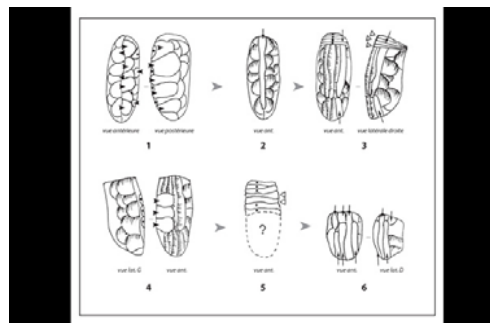 vue antérieure vue postérieure
1
vue ant.
2
vue ant. vue latérale droite
3
vue lat. G vue ant.
4
?
vue ant.
5
vue ant. vue lat. D
6